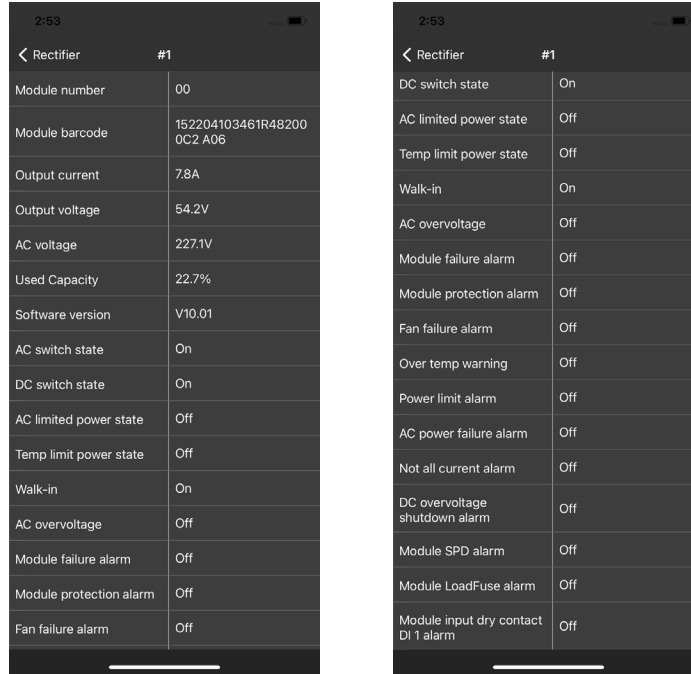 2:53
Rectifier #1
Module number 00
Module barcode 152204103461R48200
0C2 A06
Output current 7.8A
Output voltage 54.2V
AC voltage 227.1V
Used Capacity 22.7%
Software version V10.01
AC switch state On
DC switch state On
AC limited power state Off
Temp limit power state Off
Walk-in On
AC overvoltage Off
Module failure alarm Off
Module protection alarm Off
Fan failure alarm Off
2:53
Rectifier #1
DC switch state On
AC limited power state Off
Temp limit power state Off
Walk-in On
AC overvoltage Off
Module failure alarm Off
Module protection alarm Off
Fan failure alarm Off
Over temp warning Off
Power limit alarm Off
AC power failure alarm Off
Not all current alarm Off
DC overvoltage
shutdown alarm Off
Module SPD alarm Off
Module LoadFuse alarm Off
Module input dry contact
DI 1 alarm Off